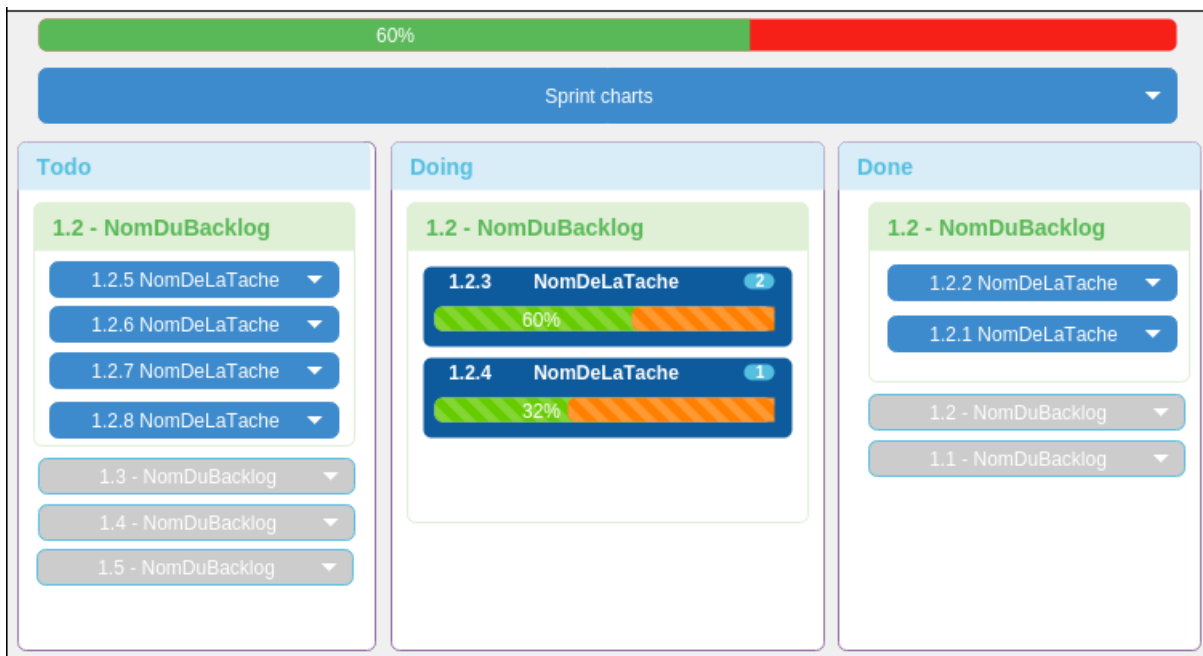 60%
Sprint charts
Todo
1.2 - NomDuBacklog
1.2.5 NomDeLaTache
1.2.6 NomDeLaTache
1.2.7 NomDeLaTache
1.2.8 NomDeLaTache
1.3 - NomDuBacklog
1.4 - NomDuBacklog
1.5 - NomDuBacklog
Doing
1.2 - NomDuBacklog
1.2.3 NomDeLaTache 2
60%
1.2.4 NomDeLaTache 1
32%
Done
1.2 - NomDuBacklog
1.2.2 NomDeLaTache
1.2.1 NomDeLaTache
1.2 - NomDuBacklog
1.1 - NomDuBacklog